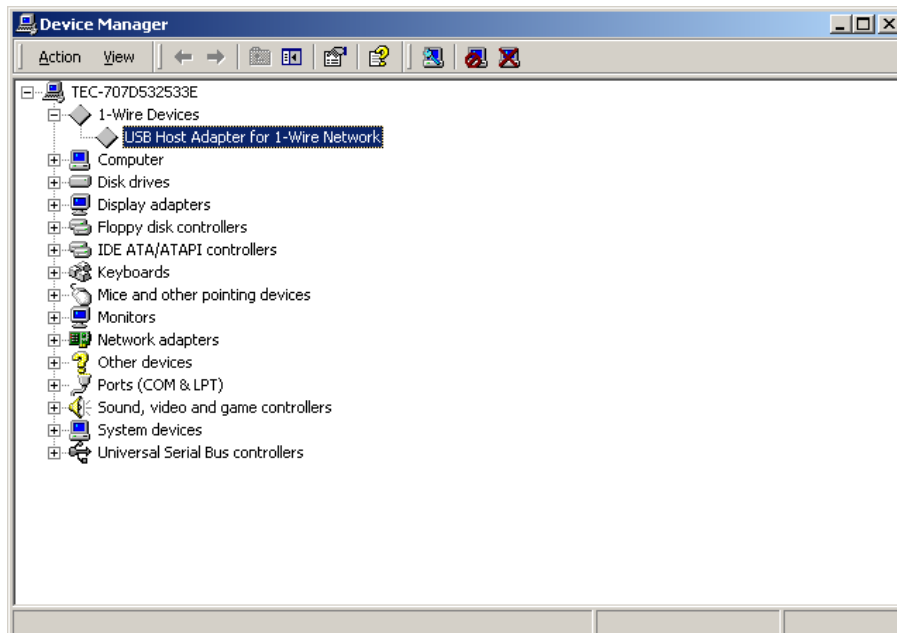 Device Manager
Action View
TEC-707D532533E
1-Wire Devices
USB Host Adapter for 1-Wire Network
Computer
Disk drives
Display adapters
Floppy disk controllers
IDE ATA/ATAPI controllers
Keyboards
Mice and other pointing devices
Monitors
Network adapters
Other devices
Ports (COM & LPT)
Sound, video and game controllers
System devices
Universal Serial Bus controllers